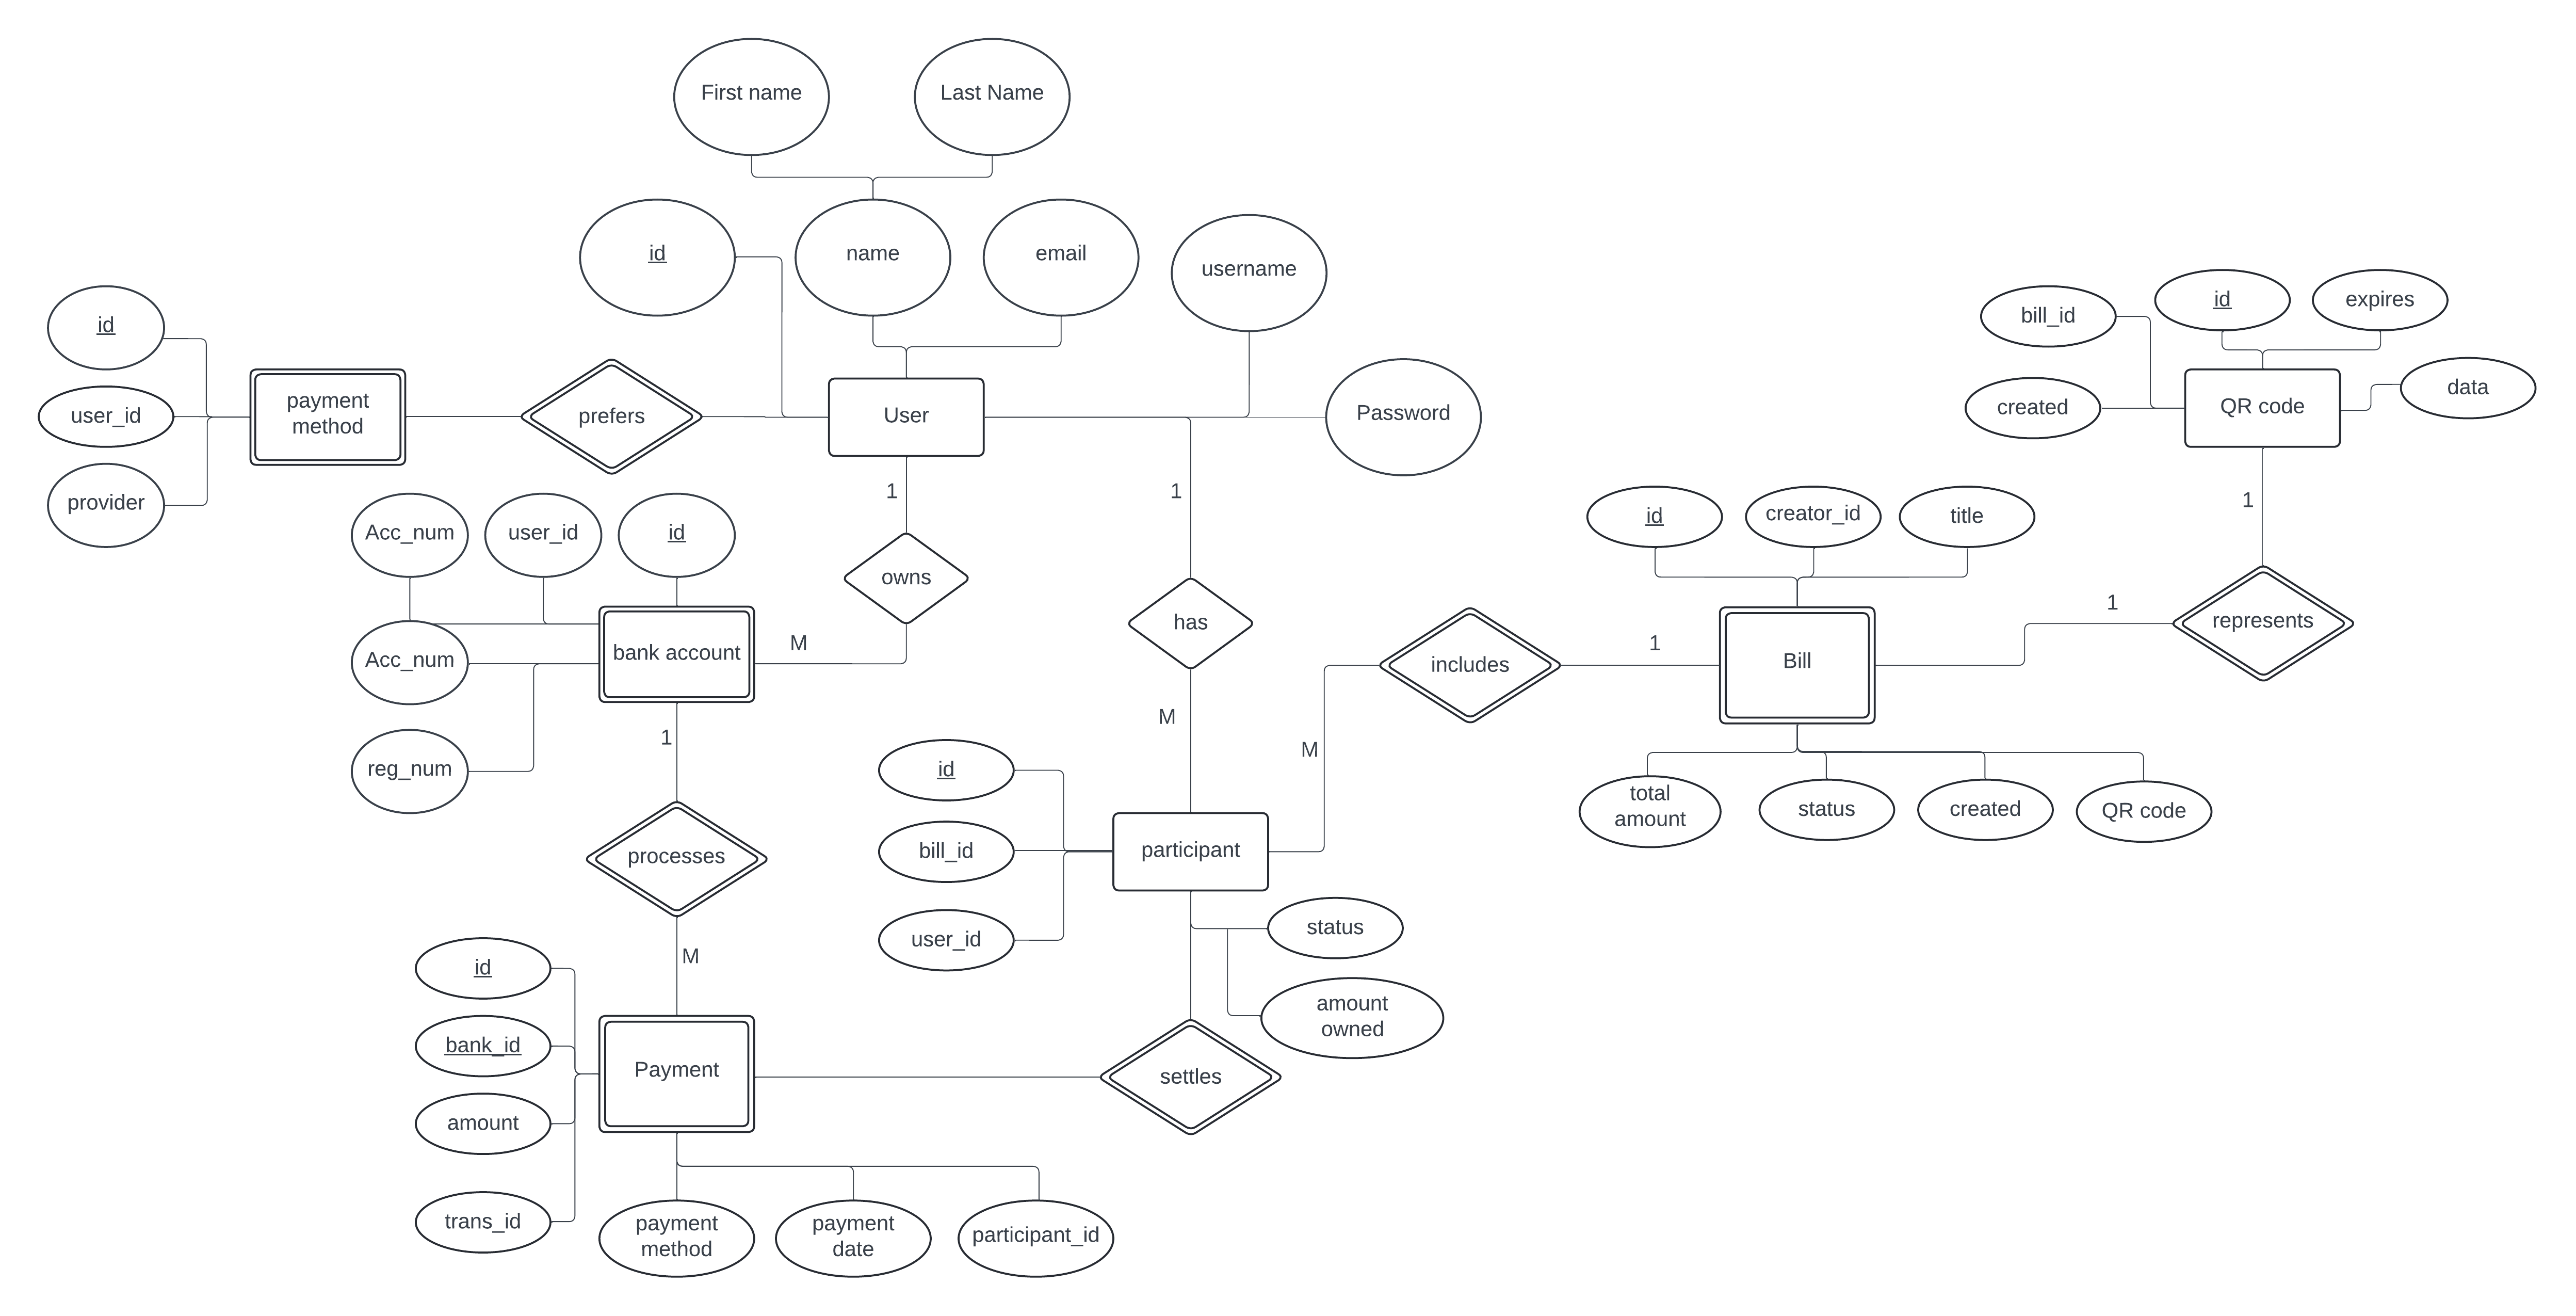 First name
Last Name
id
name
email
username
id
user_id
provider
payment
method
prefers
User
Password
bill_id
id
expires
created
QR code
data
1
1
1
Acc_num
user_id
id
owns
id
creator_id
title
has
Acc_num
bank account
M
includes
1
Bill
1
represents
reg_num
1
M
M
id
bill_id
user_id
participant
total
amount
status
created
QR code
processes
M
status
amount
owned
id
bank_id
amount
trans_id
Payment
settles
payment
method
payment
date
participant_id